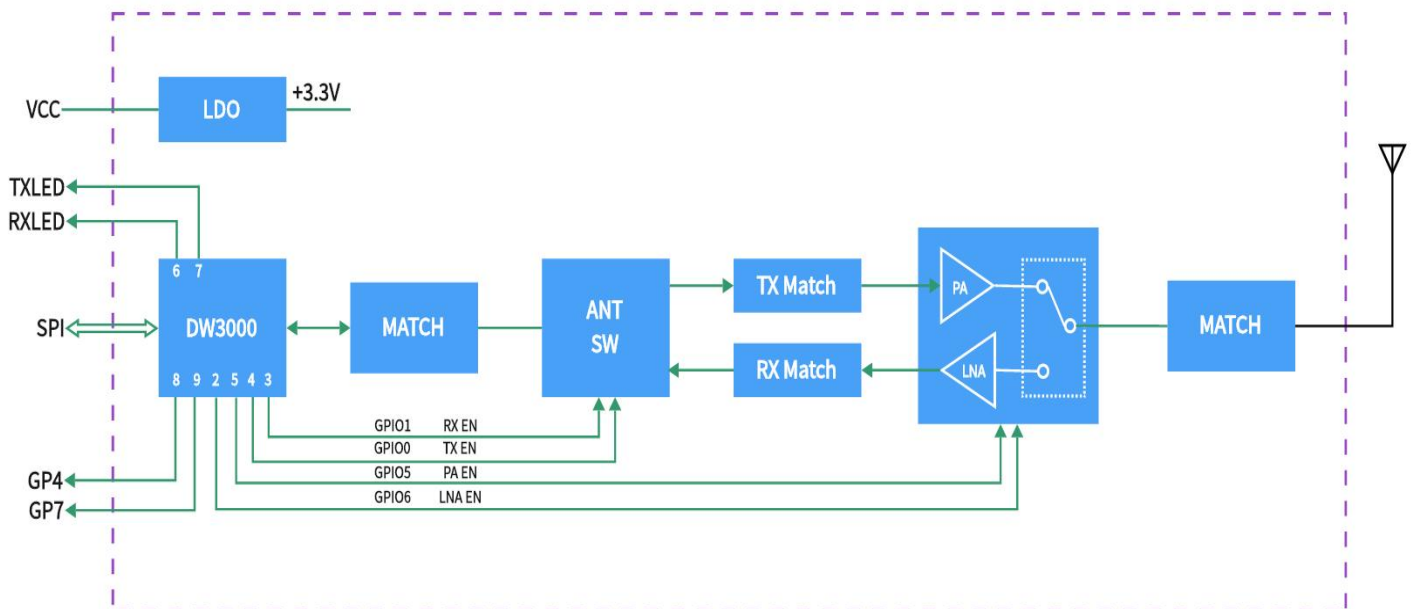 +3.3V
VCC
LDO
TXLED
RXLED
6 7
SPI
DW3000
8 9 2 5 4 3
MATCH
ANT
SW
TX Match
RX Match
PA
LNA
MATCH
GPIO1 RX EN
GPIO0 TX EN
GPIO5 PA EN
GPIO6 LNA EN
GP4
GP7